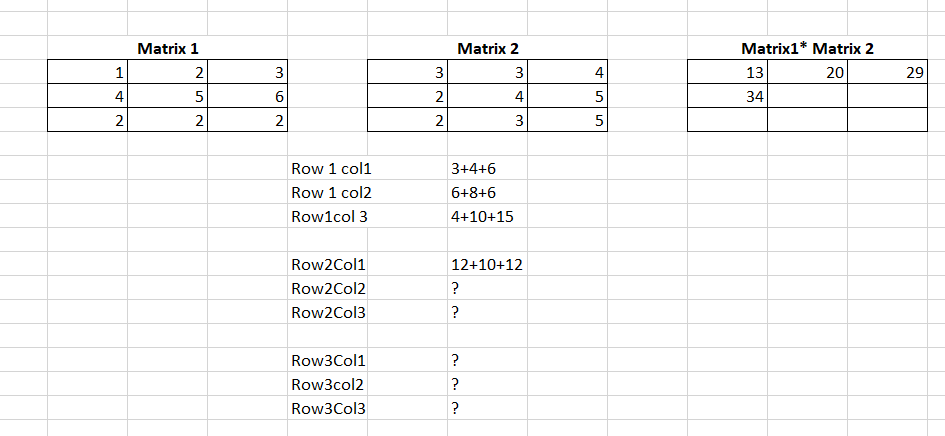 Matrix 1 Matrix 2 Matrix1* Matrix 2
1 2 3 3 3 4 13 20 29
4 5 6 2 4 5 34
2 2 2 2 3 5
Row 1 col1 3+4+6
Row 1 col2 6+8+6
Row1col 3 4+10+15
Row2Col1 12+10+12
Row2Col2 ?
Row2Col3 ?
Row3Col1 ?
Row3col2 ?
Row3Col3 ?